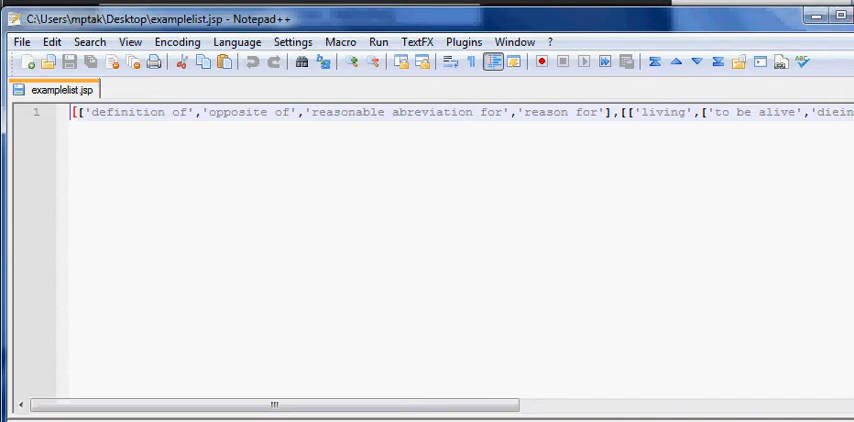 C:\Users\mptak\Desktop\examplelist.jsp - Notepad++
File Edit Search View Encoding Language Settings Macro Run TextFX Plugins Window ?
examplelist.jsp
1 [['definition of','opposite of','reasonable abreviation for','reason for'],[['living',['to be alive','diein